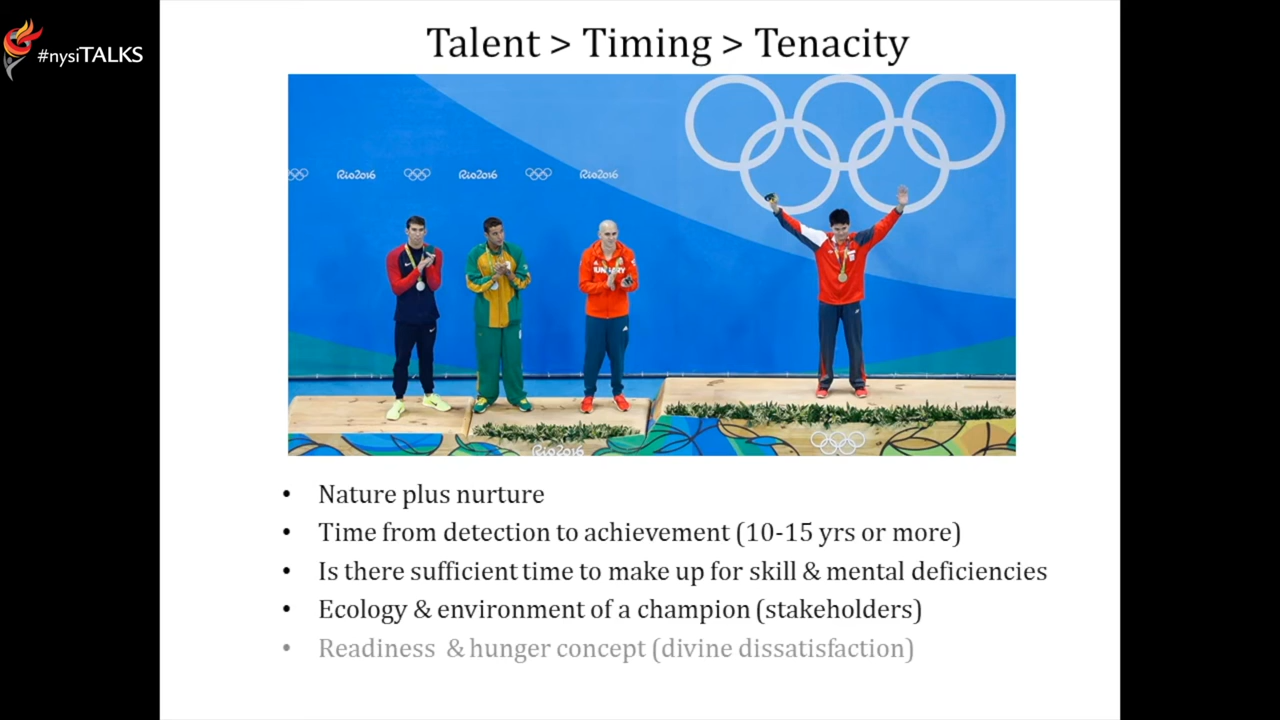 #nysiTALKS
Talent > Timing > Tenacity
Rio2016 Rio2016 Rio2016
HUNGARY
Rio2016
• Nature plus nurture
• Time from detection to achievement (10-15 yrs or more)
• Is there sufficient time to make up for skill & mental deficiencies
• Ecology & environment of a champion (stakeholders)
• Readiness & hunger concept (divine dissatisfaction)